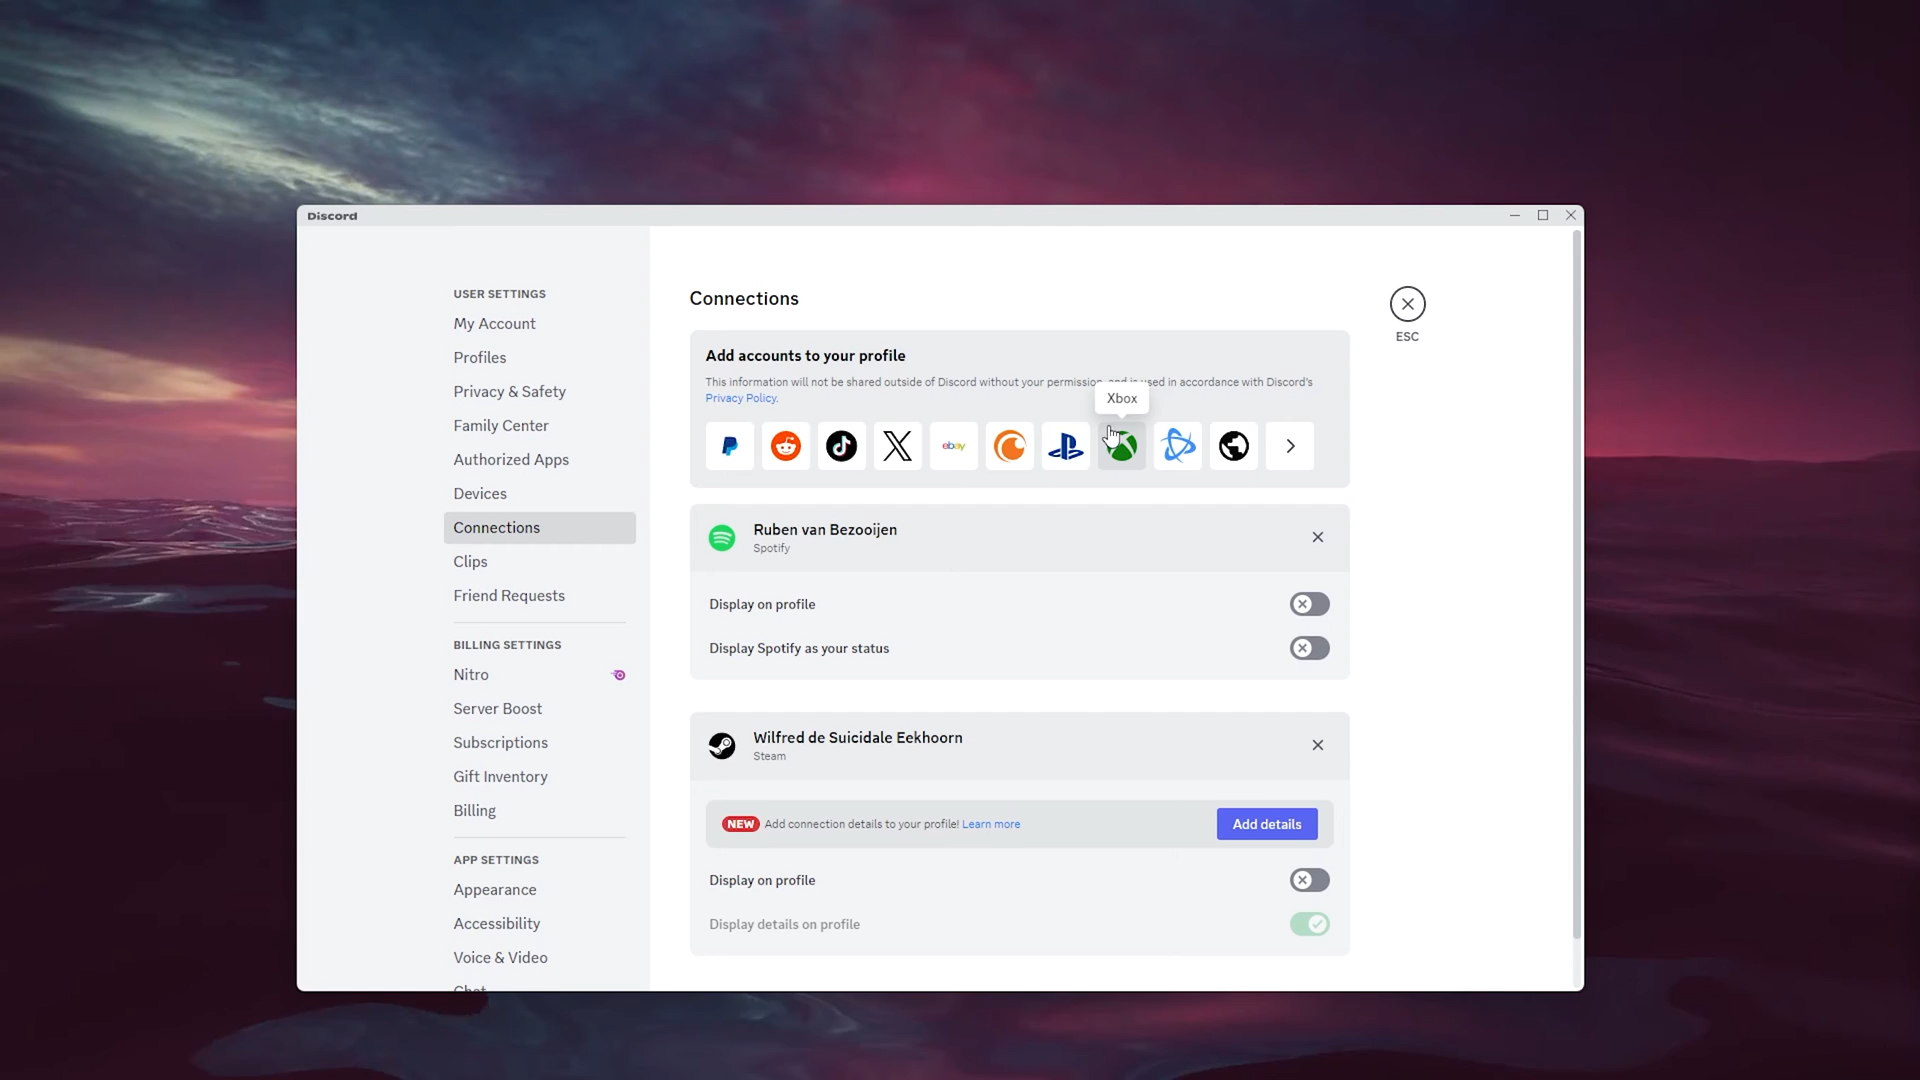 Discord
USER SETTINGS
My Account
Profiles
Privacy & Safety
Family Center
Authorized Apps
Devices
Connections
Clips
Friend Requests
BILLING SETTINGS
Nitro
Server Boost
Subscriptions
Gift Inventory
Billing
APP SETTINGS
Appearance
Accessibility
Voice & Video
Chat
Connections
ESC
Add accounts to your profile
This information will not be shared outside of Discord without your permission, and is used in accordance with Discord's
Privacy Policy.
Xbox
ebay
Ruben van Bezooijen
Spotify
Display on profile
Display Spotify as your status
Wilfred de Suicidale Eekhoorn
Steam
NEW Add connection details to your profile! Learn more
Add details
Display on profile
Display details on profile